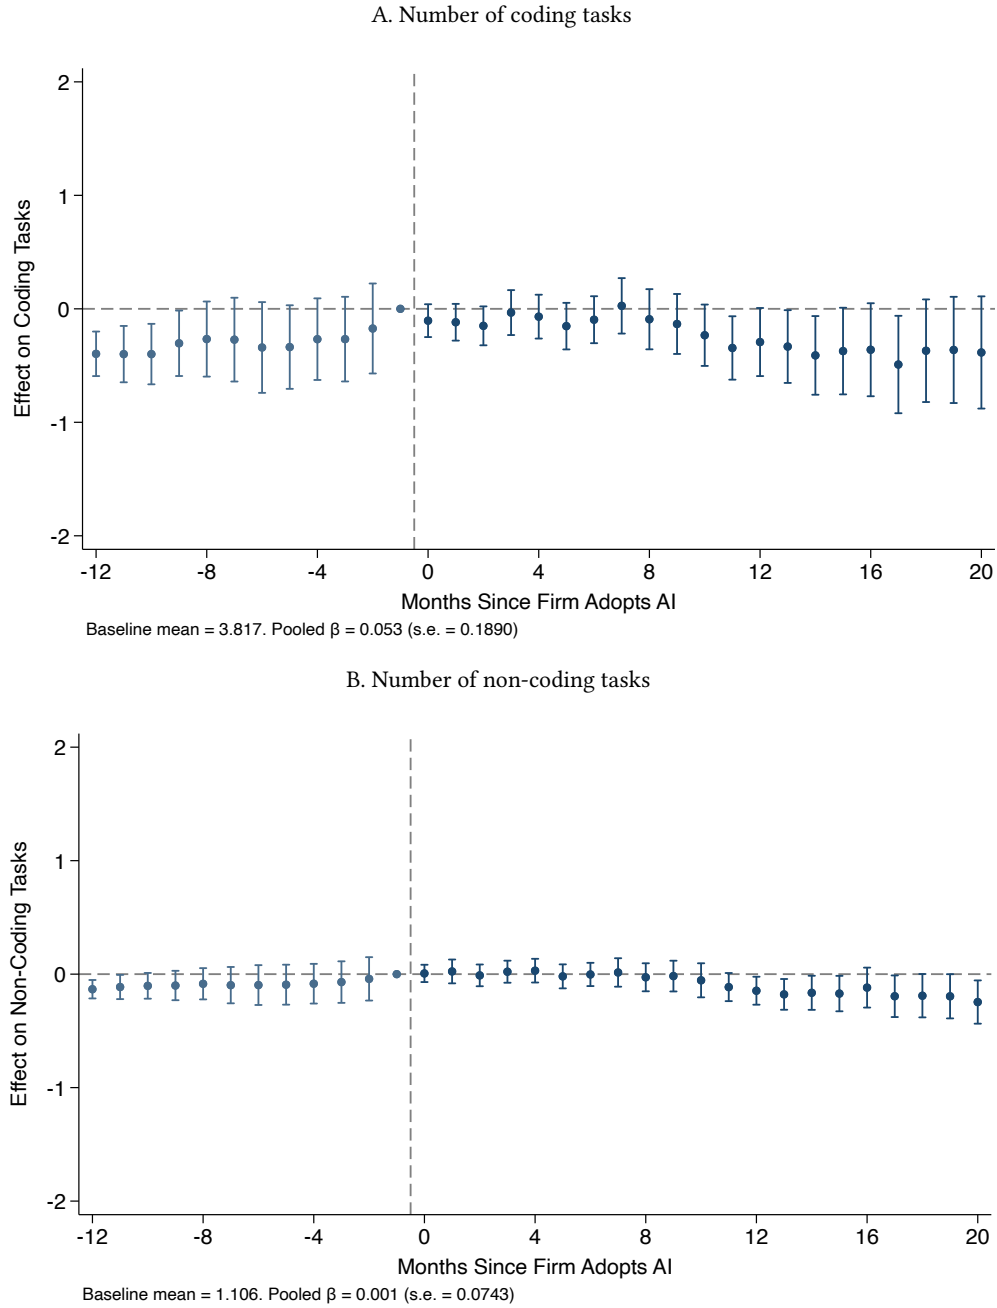 A. Number of coding tasks
2
1
0
-1
-2
Effect on Coding Tasks
-12 -8 -4 0 4 8 12 16 20
Months Since Firm Adopts AI
Baseline mean = 3.817. Pooled β = 0.053 (s.e. = 0.1890)
B. Number of non-coding tasks
2
1
0
-1
-2
Effect on Non-Coding Tasks
-12 -8 -4 0 4 8 12 16 20
Months Since Firm Adopts AI
Baseline mean = 1.106. Pooled β = 0.001 (s.e. = 0.0743)